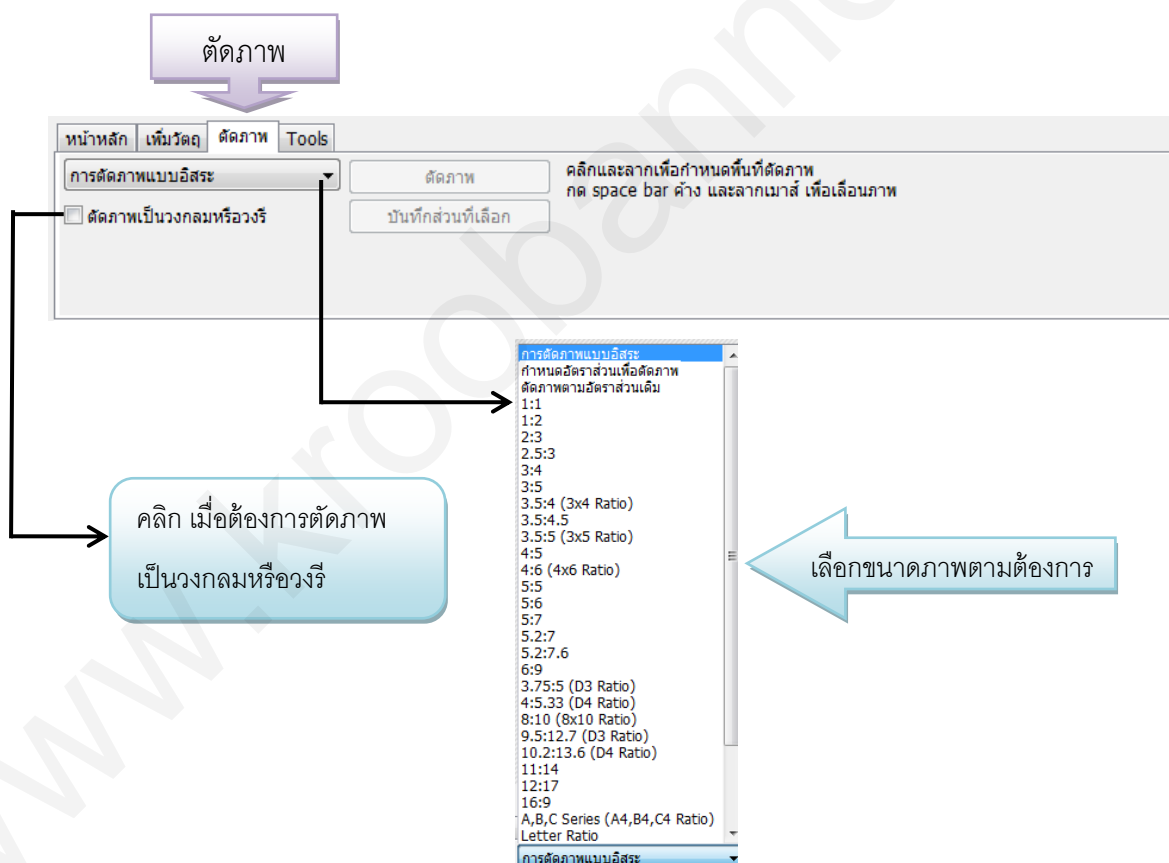 ตัดภาพ
หน้าหลัก เพิ่มวัตถุ ตัดภาพ Tools
การตัดภาพแบบอิสระ
ตัดภาพ
คลิกและลากเพื่อกำหนดพื้นที่ตัดภาพ
กด space bar ค้าง และลากเมาส์ เพื่อเลื่อนภาพ
ตัดภาพเป็นวงกลมหรือวงรี
บันทึกส่วนที่เลือก
การตัดภาพแบบอิสระ
กำหนดอัตราส่วนเพื่อตัดภาพ
ตัดภาพตามอัตราส่วนเดิม
1:1
1:2
2:3
2.5:3
3:4
3:5
3.5:4 (3x4 Ratio)
3.5:4.5
3.5:5 (3x5 Ratio)
4:5
4:6 (4x6 Ratio)
5:5
5:6
5:7
5.2:7
5.2:7.6
6:9
3.75:5 (D3 Ratio)
4:5.33 (D4 Ratio)
8:10 (8x10 Ratio)
9.5:12.7 (D3 Ratio)
10.2:13.6 (D4 Ratio)
11:14
12:17
16:9
A,B,C Series (A4,B4,C4 Ratio)
Letter Ratio
การตัดภาพแบบอิสระ
คลิก เมื่อต้องการตัดภาพ
เป็นวงกลมหรือวงรี
เลือกขนาดภาพตามต้องการ
www.kroobann